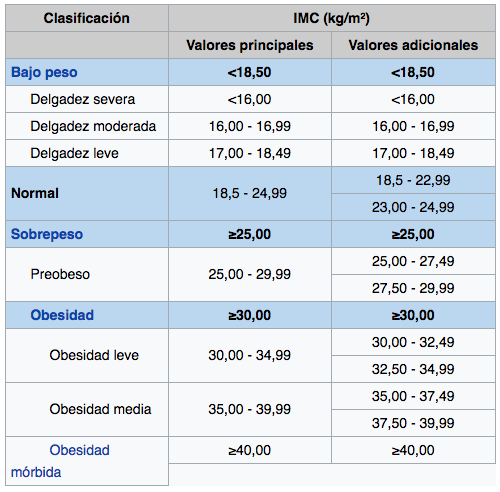 Clasificación IMC (kg/m²)
Valores principales Valores adicionales
Bajo peso <18,50 <18,50
Delgadez severa <16,00 <16,00
Delgadez moderada 16,00 - 16,99 16,00 - 16,99
Delgadez leve 17,00 - 18,49 17,00 - 18,49
Normal 18,5 - 24,99 18,5 - 22,99
23,00 - 24,99
Sobrepeso ≥25,00 ≥25,00
Preobeso 25,00 - 29,99 25,00 - 27,49
27,50 - 29,99
Obesidad ≥30,00 ≥30,00
Obesidad leve 30,00 - 34,99 30,00 - 32,49
32,50 - 34,99
Obesidad media 35,00 - 39,99 35,00 - 37,49
37,50 - 39,99
Obesidad ≥40,00 ≥40,00
mórbida